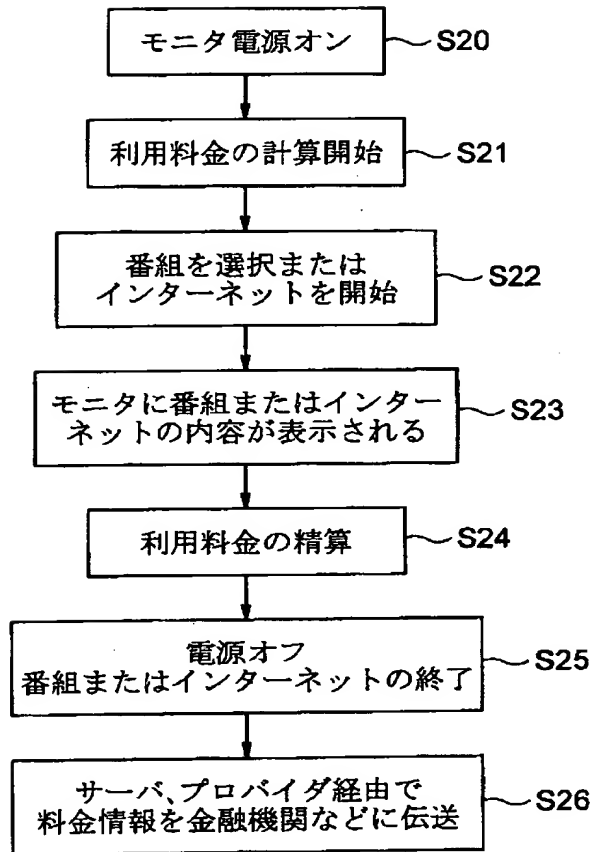 モニタ電源オン
S20
利用料金の計算開始
S21
番組を選択または
インターネットを開始
S22
モニタに番組またはインター
ネットの内容が表示される
S23
利用料金の精算
S24
電源オフ
番組またはインターネットの終了
S25
サーバ､プロバイダ経由で
料金情報を金融機関などに伝送
S26